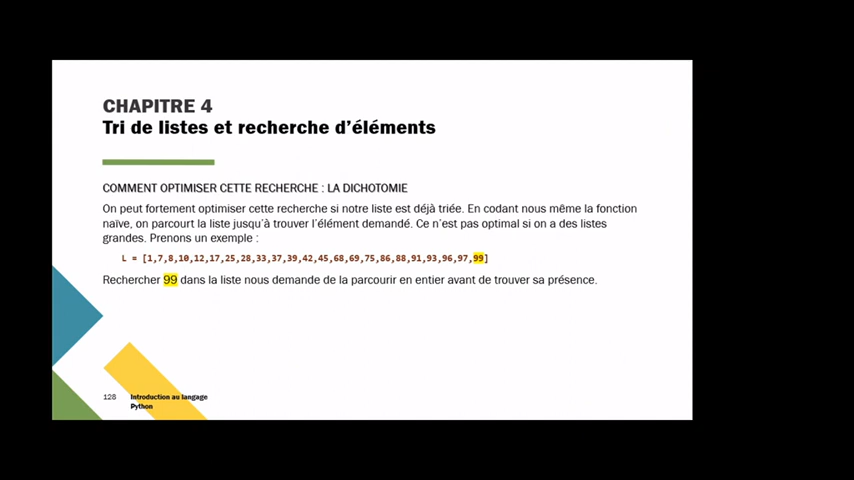 CHAPITRE 4
Tri de listes et recherche d'éléments
COMMENT OPTIMISER CETTE RECHERCHE : LA DICHOTOMIE
On peut fortement optimiser cette recherche si notre liste est déjà triée. En codant nous même la fonction
naïve, on parcourt la liste jusqu'à trouver l'élément demandé. Ce n'est pas optimal si on a des listes
grandes. Prenons un exemple :
L = [1,7,8,10,12,17,25,28,33,37,39,42,45,68,69,75,86,88,91,93,96,97,99]
Rechercher 99 dans la liste nous demande de la parcourir en entier avant de trouver sa présence.
128 Introduction au langage
Python